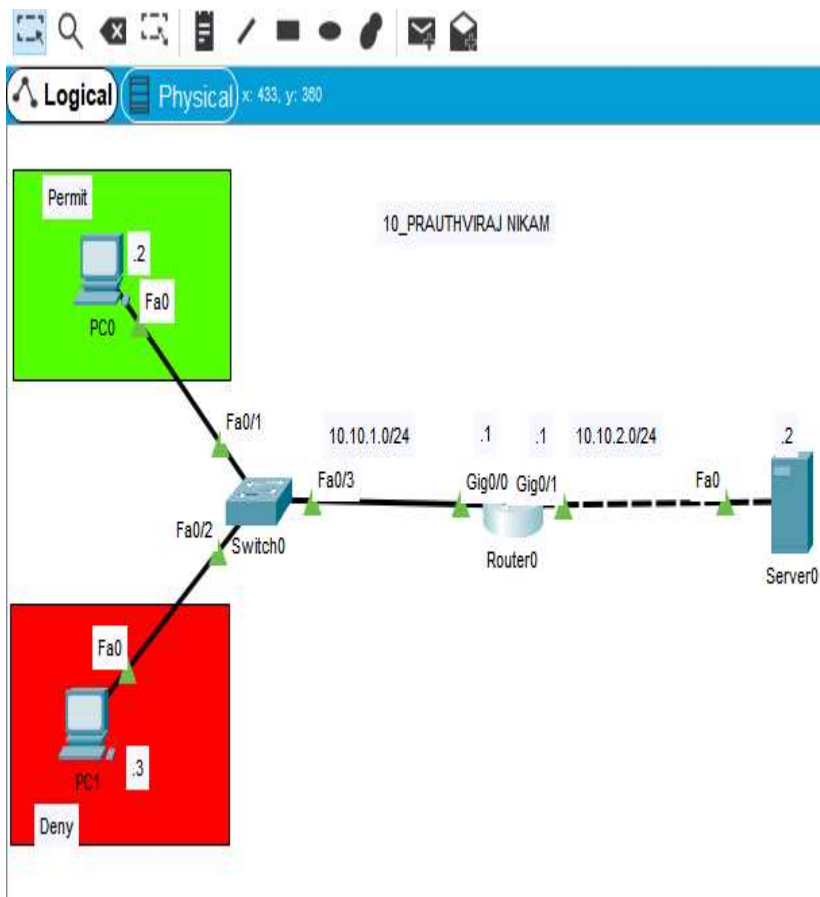 Logical Physical x: 433, y: 380
Permit
10_PRAUTHVIRAJ NIKAM
.2
Fa0
PC0
Fa0/1
10.10.1.0/24 .1 .1 10.10.2.0/24 .2
Fa0/3 Gig0/0 Gig0/1 Fa0
Fa0/2
Switch0
Router0
Server0
Fa0
PC1
.3
Deny